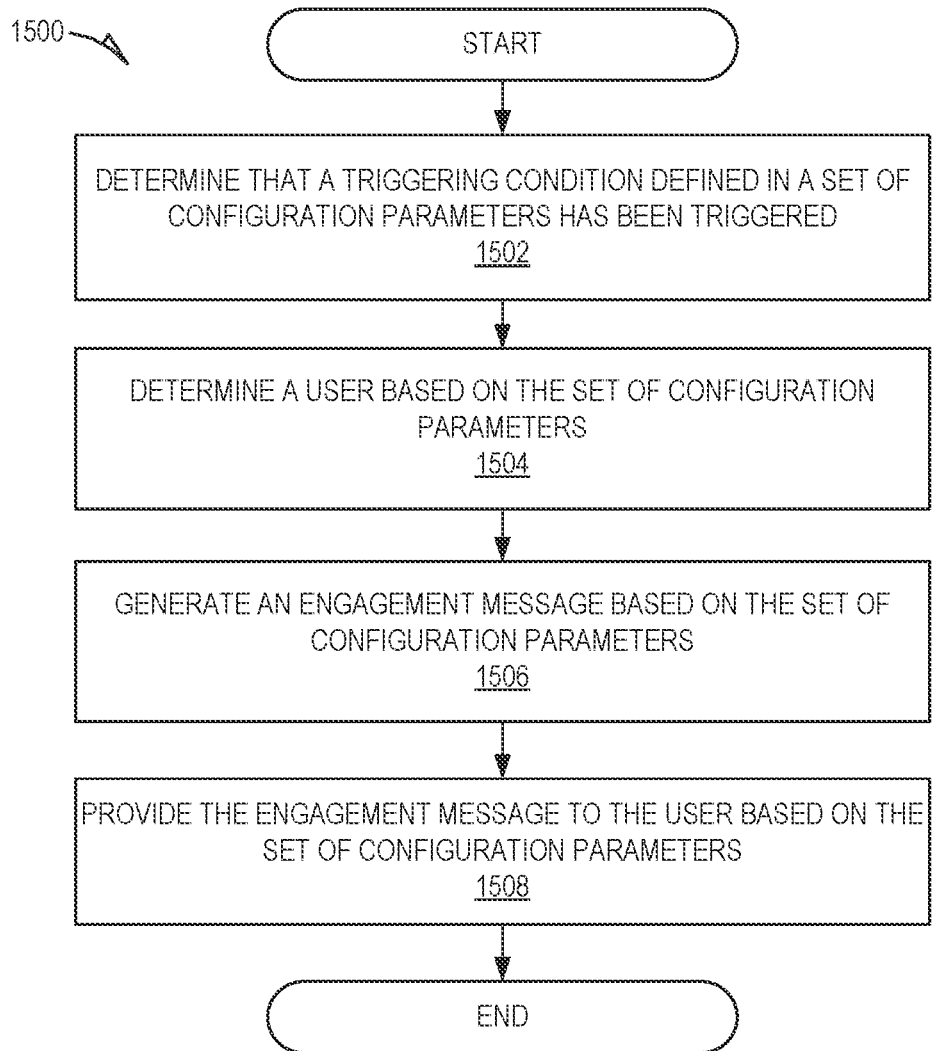 1500
START
DETERMINE THAT A TRIGGERING CONDITION DEFINED IN A SET OF
CONFIGURATION PARAMETERS HAS BEEN TRIGGERED
1502
DETERMINE A USER BASED ON THE SET OF CONFIGURATION
PARAMETERS
1504
GENERATE AN ENGAGEMENT MESSAGE BASED ON THE SET OF
CONFIGURATION PARAMETERS
1506
PROVIDE THE ENGAGEMENT MESSAGE TO THE USER BASED ON THE
SET OF CONFIGURATION PARAMETERS
1508
END